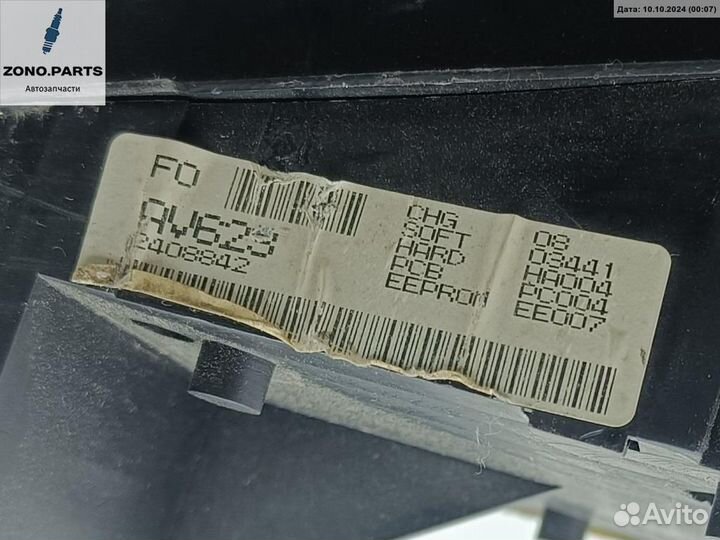 ZONO.PARTS
Автозапчасти
Дата: 10.10.2024 (00:07)
FO
AV623
2408842
CHG 08
SOFT 03441
HARD HA004
PCB PC004
EEPROM EE007
Avito